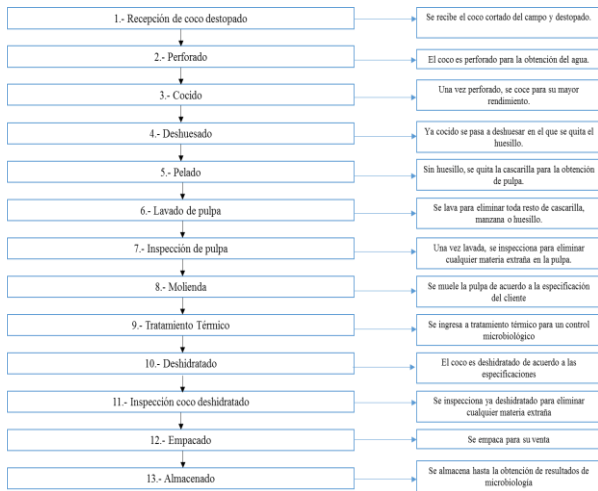 1.- Recepción de coco destopado
Se recibe el coco cortado del campo y destopado.
2.- Perforado
El coco es perforado para la obtención del agua.
3.- Cocido
Una vez perforado, se coce para su mayor
rendimiento.
4.- Deshuesado
Ya cocido se pasa a deshuesar en el que se quita el
huesillo.
5.- Pelado
Sin huesillo, se quita la cascarilla para la obtención
de pulpa.
6.- Lavado de pulpa
Se lava para eliminar toda resto de cascarilla,
manzana o huesillo.
7.- Inspección de pulpa
Una vez lavada, se inspecciona para eliminar
cualquier materia extraña en la pulpa.
8.- Molienda
Se muele la pulpa de acuerdo a la especificación
del cliente
9.- Tratamiento Térmico
Se ingresa a tratamiento térmico para un control
microbiológico
10.- Deshidratado
El coco es deshidratado de acuerdo a las
especificaciones
11.- Inspección coco deshidratado
Se inspecciona ya deshidratado para eliminar
cualquier materia extraña
12.- Empacado
Se empaca para su venta
13.- Almacenado
Se almacena hasta la obtención de resultados de
microbiología